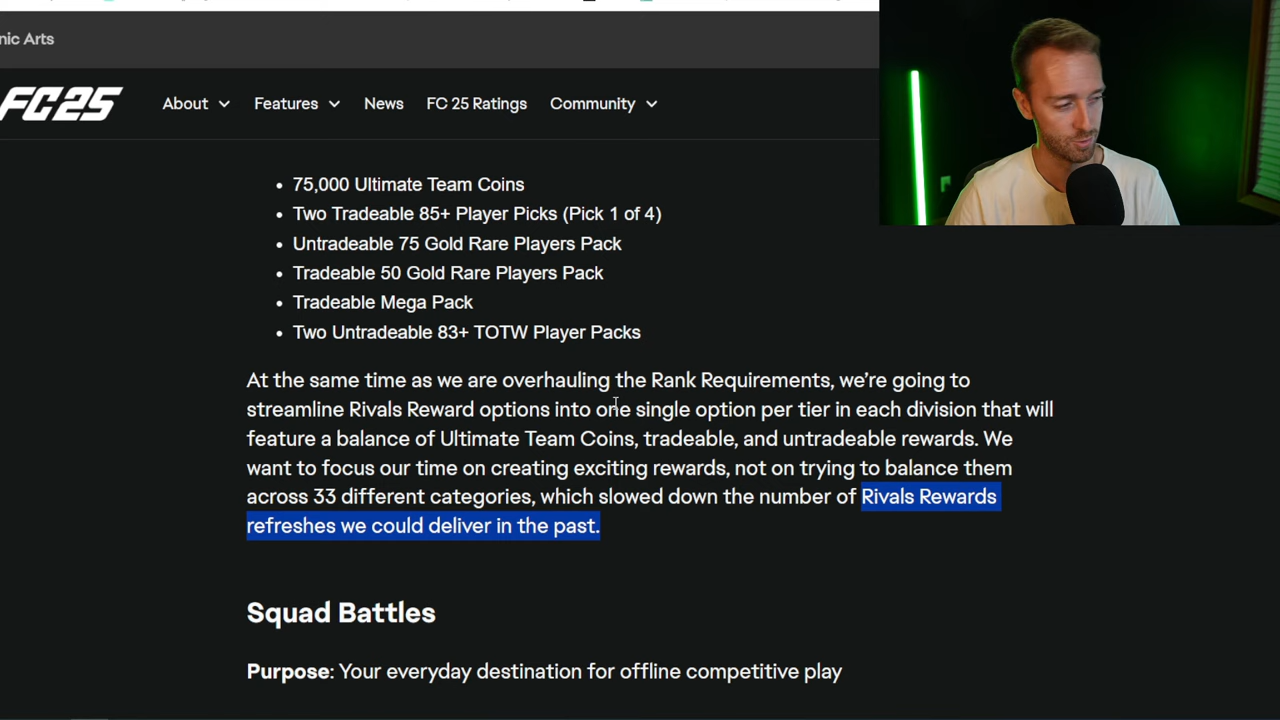 nic Arts
FC25
About
Features
News
FC 25 Ratings
Community
75,000 Ultimate Team Coins
Two Tradeable 85+ Player Picks (Pick 1 of 4)
Untradeable 75 Gold Rare Players Pack
Tradeable 50 Gold Rare Players Pack
Tradeable Mega Pack
Two Untradeable 83+ TOTW Player Packs
At the same time as we are overhauling the Rank Requirements, we’re going to
streamline Rivals Reward options into one single option per tier in each division that will
feature a balance of Ultimate Team Coins, tradeable, and untradeable rewards. We
want to focus our time on creating exciting rewards, not on trying to balance them
across 33 different categories, which slowed down the number of Rivals Rewards
refreshes we could deliver in the past.
Squad Battles
Purpose: Your everyday destination for offline competitive play